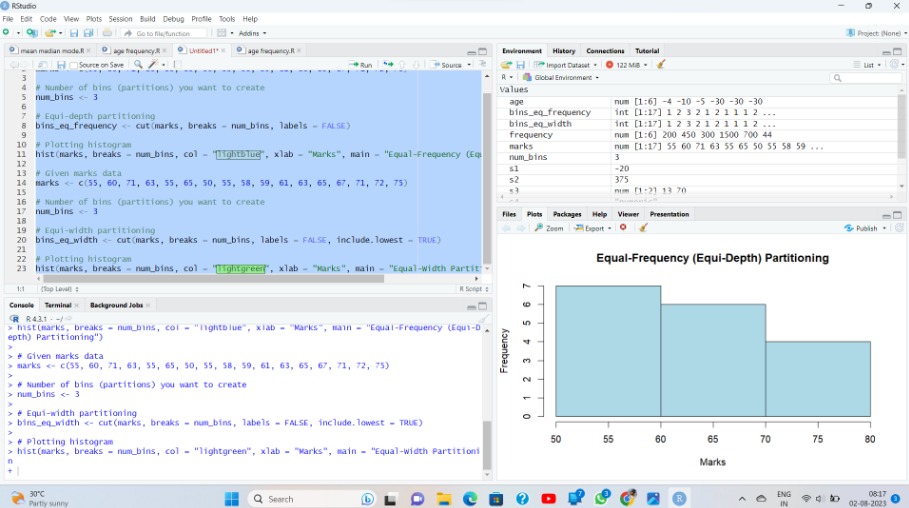 RStudio
File Edit Code View Plots Session Build Debug Profile Tools Help
Go to file/function
Addins
Project: (None)
mean median mode.R
age frequency.R
Untitled1*
age frequency.R
Source on Save
Run
Source
3
4 # Number of bins (partitions) you want to create
5 num_bins <- 3
6
7 # Equi-depth partitioning
8 bins_eq_frequency <- cut(marks, breaks = num_bins, labels = FALSE)
9
10 # Plotting histogram
11 hist(marks, breaks = num_bins, col = "lightblue", xlab = "Marks", main = "Equal-Frequency (Equ
12
13 # Given marks data
14 marks <- c(55, 60, 71, 63, 55, 65, 50, 55, 58, 59, 61, 63, 65, 67, 71, 72, 75)
15
16 # Number of bins (partitions) you want to create
17 num_bins <- 3
18
19 # Equi-width partitioning
20 bins_eq_width <- cut(marks, breaks = num_bins, labels = FALSE, include.lowest = TRUE)
21
22 # Plotting histogram
23 hist(marks, breaks = num_bins, col = "lightgreen", xlab = "Marks", main = "Equal-Width Partit
1:1 (Top Level) R Script
Console Terminal Background Jobs
R 4.3.1 · ~/
> hist(marks, breaks = num_bins, col = "lightblue", xlab = "Marks", main = "Equal-Frequency (Equi-D
epth) Partitioning")
>
> # Given marks data
> marks <- c(55, 60, 71, 63, 55, 65, 50, 55, 58, 59, 61, 63, 65, 67, 71, 72, 75)
>
> # Number of bins (partitions) you want to create
> num_bins <- 3
>
> # Equi-width partitioning
> bins_eq_width <- cut(marks, breaks = num_bins, labels = FALSE, include.lowest = TRUE)
>
> # Plotting histogram
> hist(marks, breaks = num_bins, col = "lightgreen", xlab = "Marks", main = "Equal-Width Partitioni
n
+
Environment History Connections Tutorial
Import Dataset 122 MiB List
R Global Environment
Values
age num [1:6] -4 -10 -5 -30 -30 -30
bins_eq_frequency int [1:17] 1 2 3 2 1 2 1 1 1 2 ...
bins_eq_width int [1:17] 1 2 3 2 1 2 1 1 1 2 ...
frequency num [1:6] 200 450 300 1500 700 44
marks num [1:17] 55 60 71 63 55 65 50 55 58 59 ...
num_bins 3
s1 -20
s2 375
s3 num [1:2] 13 70
Files Plots Packages Help Viewer Presentation
Zoom Export Publish
Equal-Frequency (Equi-Depth) Partitioning
Frequency
7
6
5
4
3
2
1
0
50 55 60 65 70 75 80
Marks
30°C
Partly sunny
Search
ENG
IN
08:17
02-08-2023